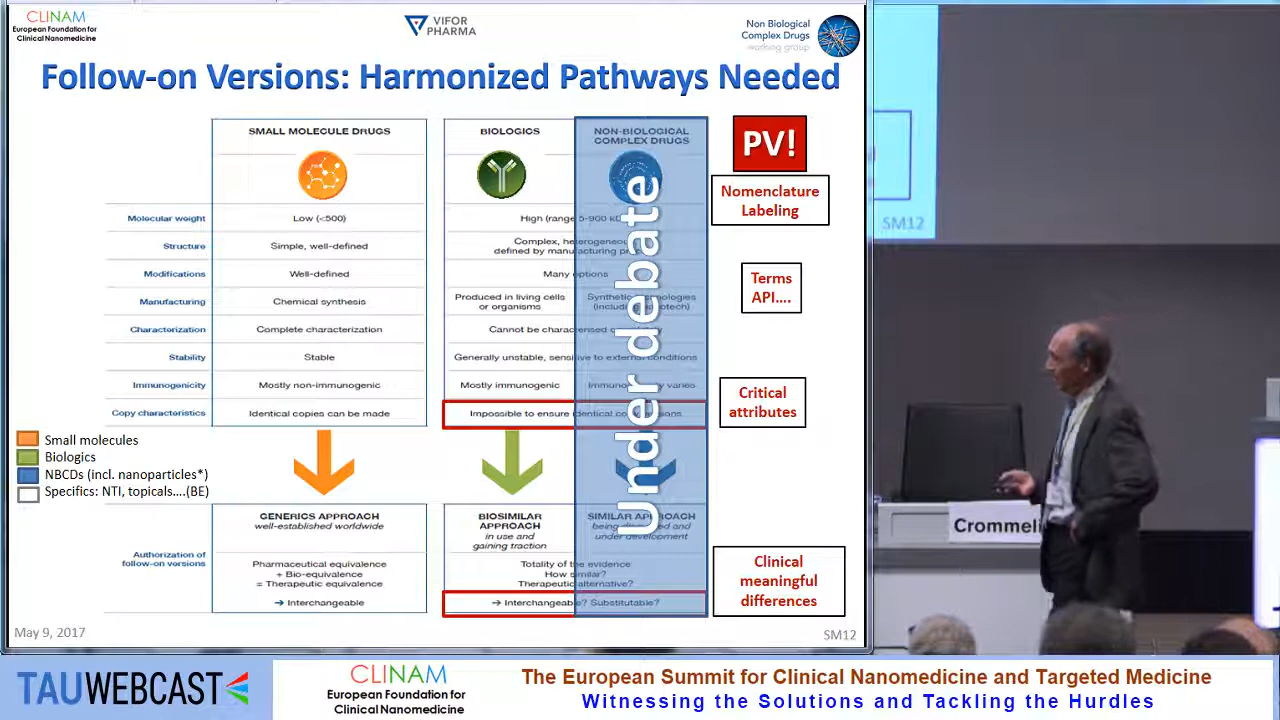 CLINAM
European Foundation for
Clinical Nanomedicine
VIFOR
PHARMA
Non Biological
Complex Drugs
working group
Follow-on Versions: Harmonized Pathways Needed
SMALL MOLECULE DRUGS
BIOLOGICS
NON-BIOLOGICAL
COMPLEX DRUGS
PV!
Nomenclature
Labeling
Molecular weight
Low (<500)
High (range 5-900
Structure
Simple, well-defined
Complex,
defined by
Modifications
Well-defined
Many options
Terms
API....
Manufacturing
Chemical synthesis
Produced in living cells
or organisms
Characterization
Complete characterization
Cannot be
Stability
Stable
Generally unstable, sensitive to external conditions
Immunogenicity
Mostly non-immunogenic
Mostly immunogenic
varies
Copy characteristics
Identical copies can be made
Impossible to ensure identical
Critical
attributes
Under debate
Small molecules
Biologics
NBCDs (incl. nanoparticles*)
Specifics: NTI, topicals....(BE)
GENERICS APPROACH
well-established worldwide
BIOSIMILAR
APPROACH
in use and
gaining traction
SIMILAR APPROACH
being and
under development
Authorization of
follow-on versions
Pharmaceutical equivalence
+ Bio-equivalence
= Therapeutic equivalence
➔ Interchangeable
Totality of the evidence
How similar?
Therapeutic alternative?
➔ Interchangeable? Substitutable?
Clinical
meaningful
differences
May 9, 2017
SM12
SM12
Crommeli
TAUWEBCAST
CLINAM
European Foundation for
Clinical Nanomedicine
The European Summit for Clinical Nanomedicine and Targeted Medicine
Witnessing the Solutions and Tackling the Hurdles